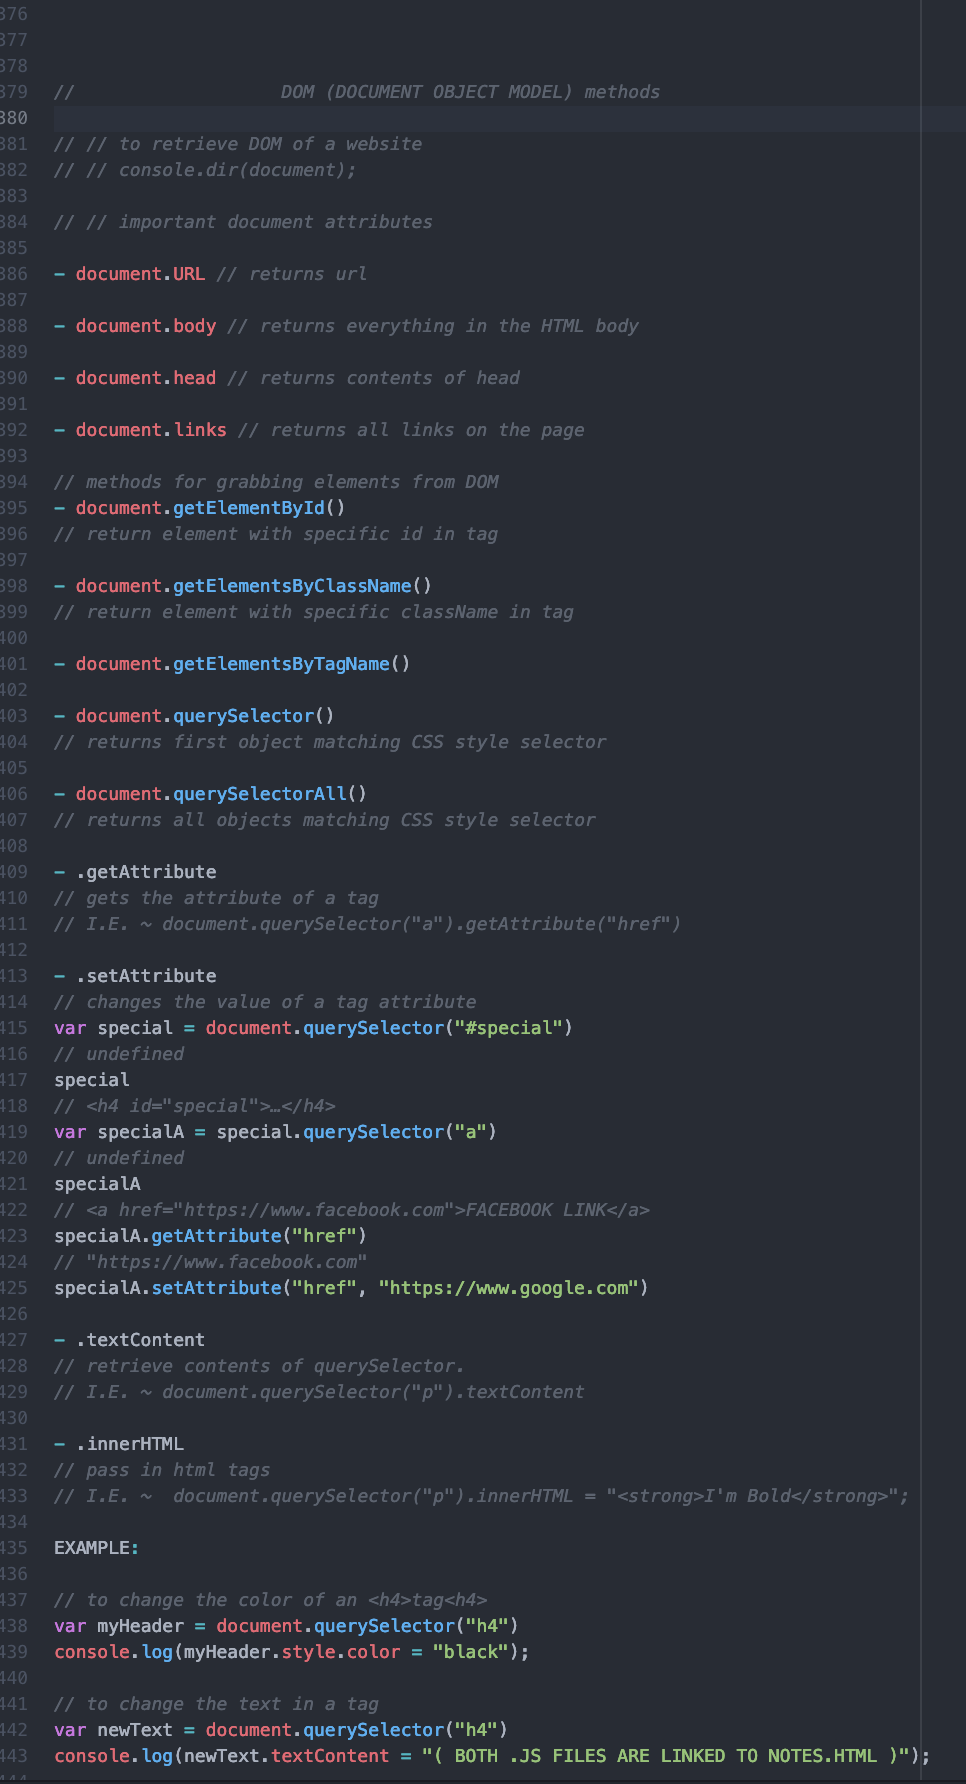 376
377
378
379 // DOM (DOCUMENT OBJECT MODEL) methods
380
381 // // to retrieve DOM of a website
382 // // console.dir(document);
383
384 // // important document attributes
385
386 - document.URL // returns url
387
388 - document.body // returns everything in the HTML body
389
390 - document.head // returns contents of head
391
392 - document.links // returns all links on the page
393
394 // methods for grabbing elements from DOM
395 - document.getElementById()
396 // return element with specific id in tag
397
398 - document.getElementsByClassName()
399 // return element with specific className in tag
400
401 - document.getElementsByTagName()
402
403 - document.querySelector()
404 // returns first object matching CSS style selector
405
406 - document.querySelectorAll()
407 // returns all objects matching CSS style selector
408
409 - .getAttribute
410 // gets the attribute of a tag
411 // I.E. ~ document.querySelector("a").getAttribute("href")
412
413 - .setAttribute
414 // changes the value of a tag attribute
415 var special = document.querySelector("#special")
416 // undefined
417 special
418 // <h4 id="special">…</h4>
419 var specialA = special.querySelector("a")
420 // undefined
421 specialA
422 // <a href="https://www.facebook.com">FACEBOOK LINK</a>
423 specialA.getAttribute("href")
424 // "https://www.facebook.com"
425 specialA.setAttribute("href", "https://www.google.com")
426
427 - .textContent
428 // retrieve contents of querySelector.
429 // I.E. ~ document.querySelector("p").textContent
430
431 - .innerHTML
432 // pass in html tags
433 // I.E. ~  document.querySelector("p").innerHTML = "<strong>I'm Bold</strong>";
434
435 EXAMPLE:
436
437 // to change the color of an <h4>tag<h4>
438 var myHeader = document.querySelector("h4")
439 console.log(myHeader.style.color = "black");
440
441 // to change the text in a tag
442 var newText = document.querySelector("h4")
443 console.log(newText.textContent = "( BOTH .JS FILES ARE LINKED TO NOTES.HTML )");